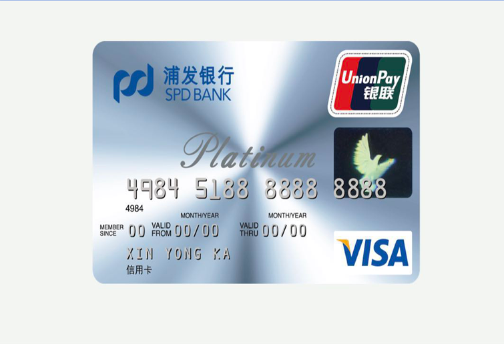 浦发银行
SPD BANK
UnionPay
银联
Platinum
4984 5188 8888 8888
4984
MONTH/YEAR MONTH/YEAR
MEMBER SINCE 00 VALID FROM 00/00 VALID THRU 00/00
XIN YONG KA
信用卡
VISA